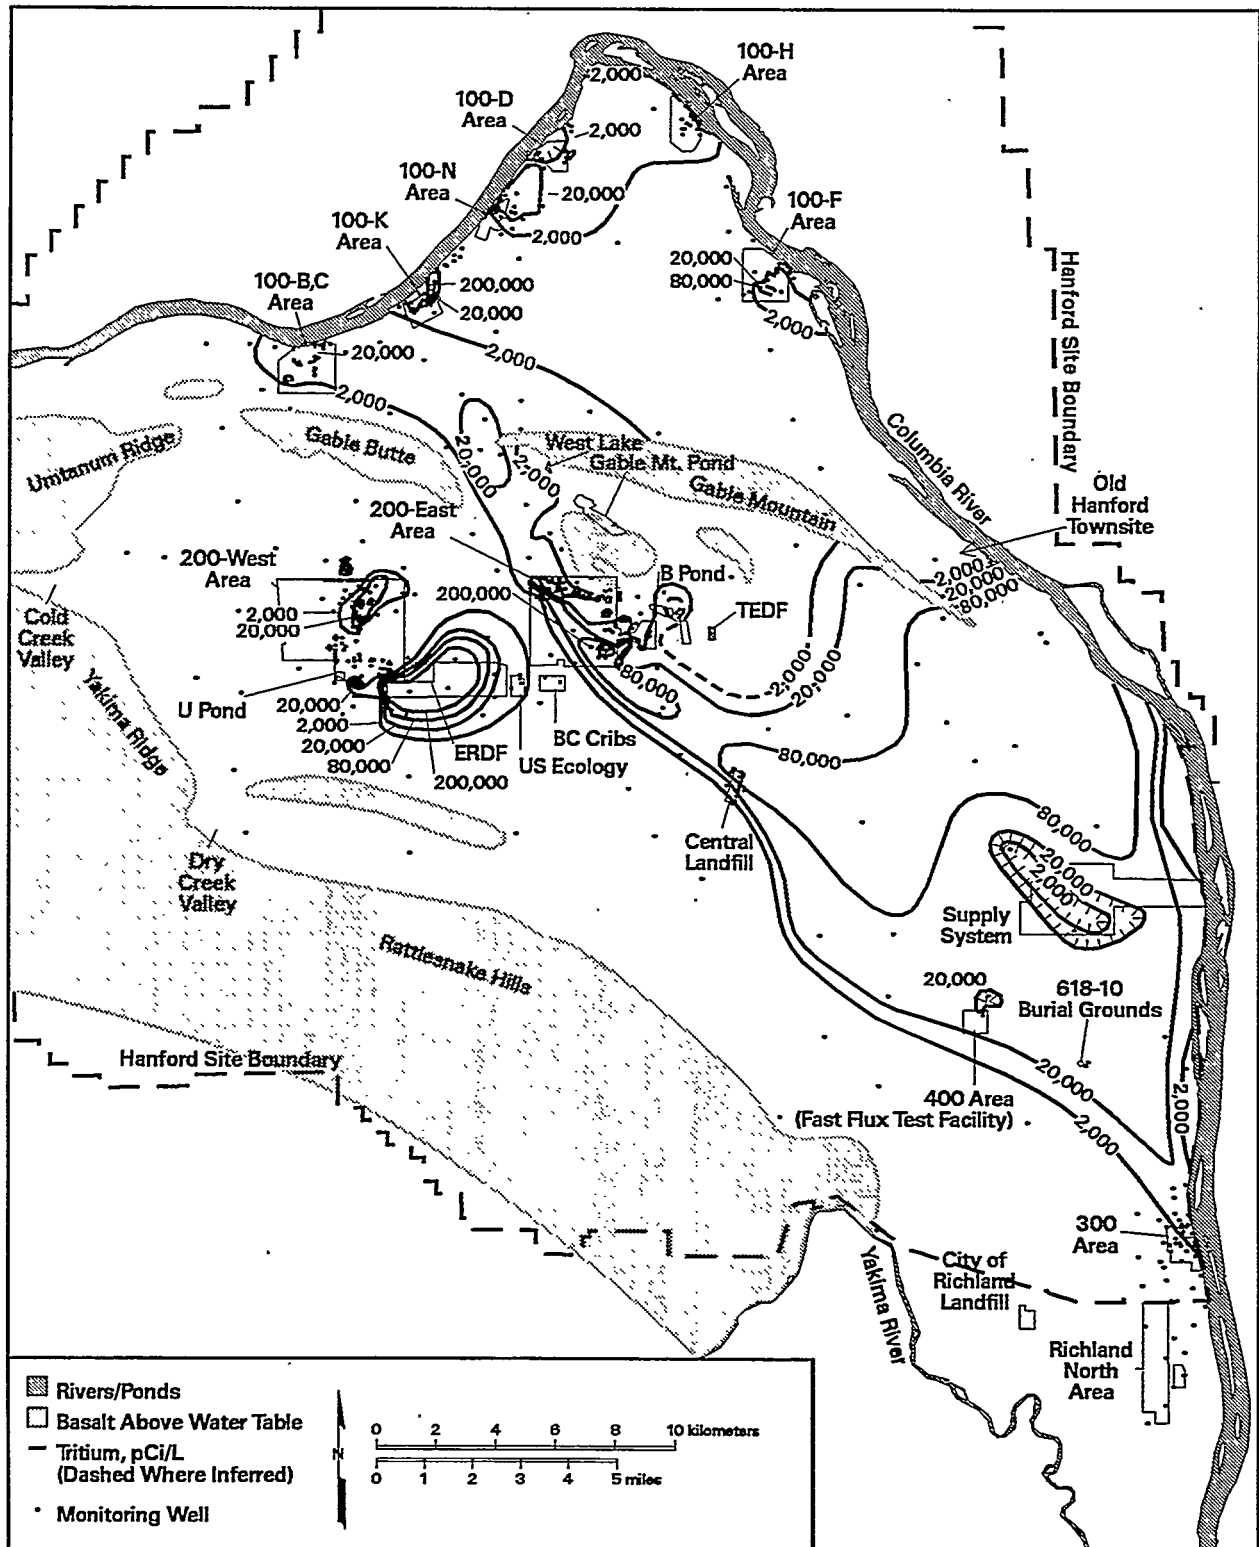 100-H
Area
2,000
100-D
Area
2,000
100-N
Area
20,000
2,000
100-F
Area
100-K
Area
20,000
80,000
2,000
200,000
20,000
100-B,C
Area
20,000
2,000
2,000
Hanford Site Boundary
Columbia River
Umtanum Ridge
Gable Butte
20,000
2,000
West Lake
Gable Mt. Pond
Gable Mountain
Old
Hanford
Townsite
2,000
20,000
80,000
200-East
Area
200-West
Area
2,000
20,000
200,000
B Pond
TEDF
Cold
Creek
Valley
Yakima Ridge
U Pond
20,000
2,000
20,000
80,000
ERDF
200,000
US Ecology
BC Cribs
80,000
2,000
20,000
80,000
Central
Landfill
80,000
20,000
2,000
Supply
System
Dry
Creek
Valley
Rattlesnake Hills
20,000
618-10
Burial Grounds
Hanford Site Boundary
400 Area
(Fast Flux Test Facility)
20,000
2,000
2,000
300
Area
City of
Richland
Landfill
Yakima River
Richland
North
Area
Rivers/Ponds
Basalt Above Water Table
Tritium, pCi/L
(Dashed Where Inferred)
Monitoring Well
N
0 2 4 6 8 10 kilometers
0 1 2 3 4 5 miles